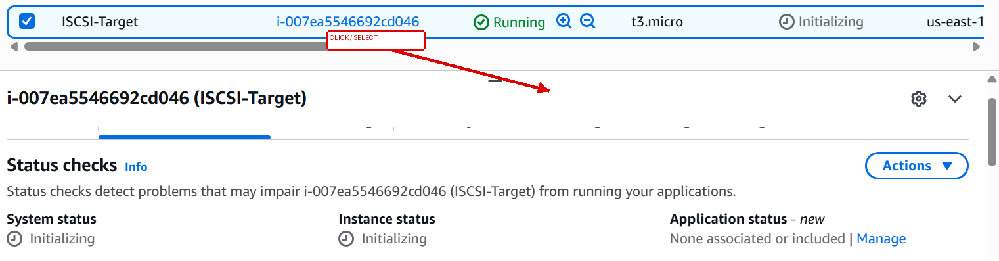 ISCSI-Target i-007ea5546692cd046 Running t3.micro Initializing us-east-1
CLICK / SELECT
i-007ea5546692cd046 (ISCSI-Target)
Status checks Info Actions
Status checks detect problems that may impair i-007ea5546692cd046 (ISCSI-Target) from running your applications.
System status Instance status Application status - new
Initializing Initializing None associated or included | Manage